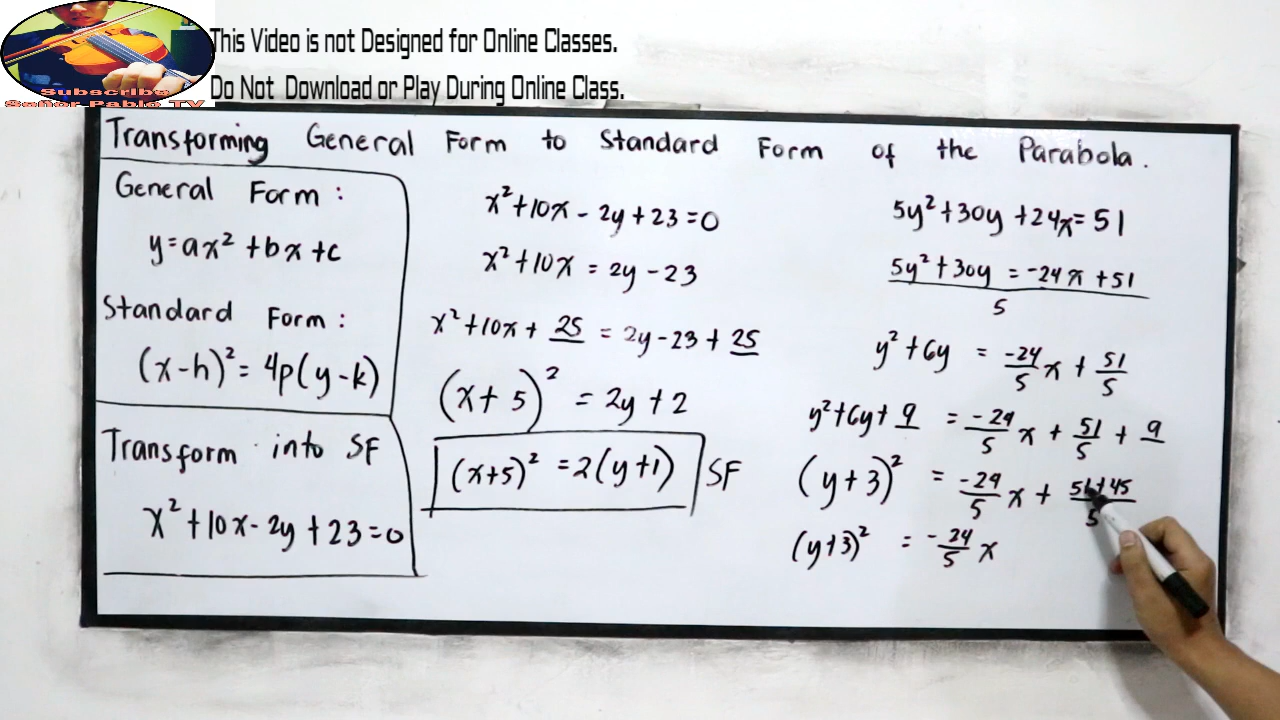 This Video is not Designed for Online Classes.
Do Not Download or Play During Online Class.
Subscribe
Señor Pablo TV
Transforming General Form to Standard Form of the Parabola.
General Form:
y=ax²+bx+c
Standard Form:
(x-h)²=4p(y-k)
Transform into SF
x²+10x-2y+23=0
x²+10x-2y+23=0
x²+10x=2y-23
x²+10x+25=2y-23+25
(x+5)²=2y+2
(x+5)²=2(y+1) SF
5y²+30y+24x=51
5y²+30y=-24x+51
5
y²+6y=-24/5x+51/5
y²+6y+9=-24/5x+51/5+9
(y+3)²=-24/5x+51+45/5
(y+3)²=-24/5x